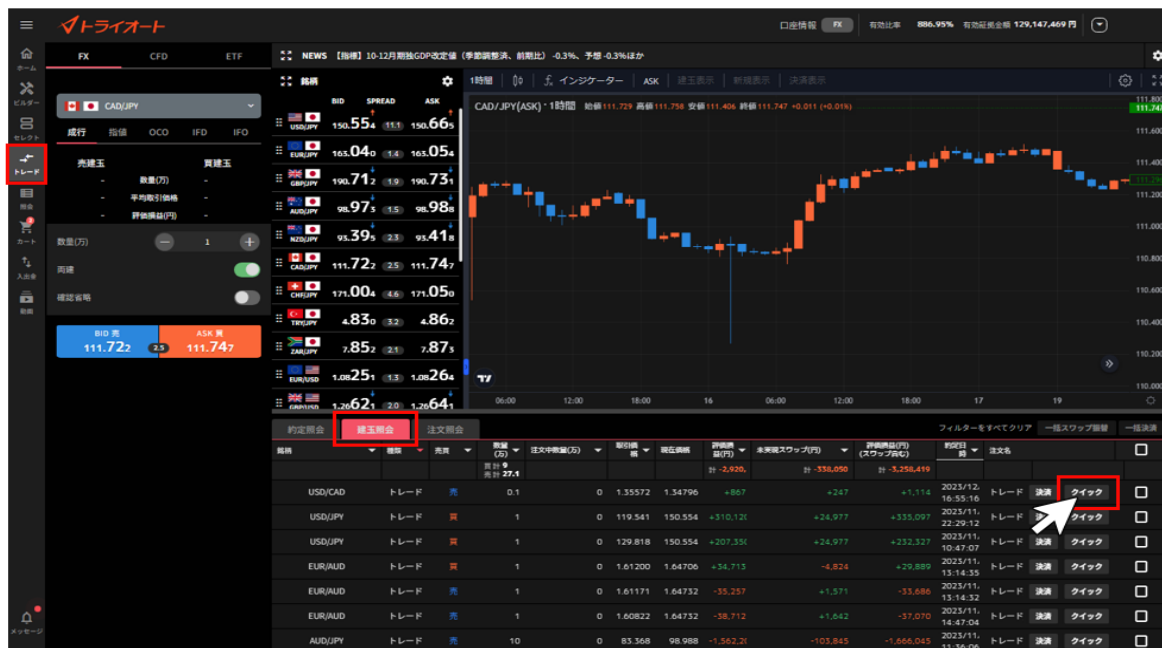 トライオート
口座情報 FX 有効比率 886.95% 有効証拠金額 129,147,469 円
ホーム
ビルダー
セレクト
トレード
照会
カート 3
入出金
動画
メッセージ
FX CFD ETF
CAD/JPY
成行 指値 OCO IFD IFO
売建玉 買建玉
- 数量(万) -
- 平均取引価格 -
- 評価損益(円) -
数量(万) 1
両建
確認省略
BID 売 ASK 買
111.722 2.5 111.747
NEWS 【指標】10-12月期独GDP改定値（季節調整済、前期比）-0.3%、予想-0.3%ほか
銘柄
BID SPREAD ASK
USD/JPY 150.554 11.1 150.665
EUR/JPY 163.040 1.4 163.054
GBP/JPY 190.712 1.9 190.731
AUD/JPY 98.973 1.5 98.988
NZD/JPY 93.395 2.3 93.418
CAD/JPY 111.722 2.5 111.747
CHF/JPY 171.004 4.6 171.050
TRY/JPY 4.830 3.2 4.862
ZAR/JPY 7.852 2.1 7.873
EUR/USD 1.08251 1.3 1.08264
GBP/USD 1.26621 2.0 1.26641
1時間 インジケーター ASK 建玉表示 新規表示 決済表示
CAD/JPY(ASK)・1時間 始値111.729 高値111.758 安値111.406 終値111.747 +0.011 (+0.01%)
111.800
111.747
111.600
111.400
111.200
111.000
110.800
110.600
110.400
110.200
110.000
06:00 12:00 18:00 16 06:00 12:00 18:00 17 19
約定照会 建玉照会 注文照会
フィルターをすべてクリア 一括スワップ振替 一括決済
銘柄 種類 売買 数量(万) 注文中数量(万) 取引価格 現在価格 評価損益(円) 未実現スワップ(円) 評価損益(円)(スワップ含む) 約定日時 注文名
買計 9
売計 27.1
計 -2,920, 計 -338,050 計 -3,258,419
USD/CAD トレード 売 0.1 0 1.35572 1.34796 +867 +247 +1,114 2023/12, 16:55:16 トレード 決済 クイック
USD/JPY トレード 買 1 0 119.541 150.554 +310,120 +24,977 +335,097 2023/11, 22:29:12 トレード クイック
USD/JPY トレード 買 1 0 129.818 150.554 +207,350 +24,977 +232,327 2023/11, 10:47:07 トレード 決済 クイック
EUR/AUD トレード 買 1 0 1.61200 1.64706 +34,713 -4,824 +29,889 2023/11, 13:14:35 トレード 決済 クイック
EUR/AUD トレード 売 1 0 1.61171 1.64732 -35,257 +1,571 -33,686 2023/11, 13:14:32 トレード 決済 クイック
EUR/AUD トレード 売 1 0 1.60822 1.64732 -38,712 +1,642 -37,070 2023/11, 14:47:04 トレード 決済 クイック
AUD/JPY トレード 売 10 0 83.368 98.988 -1,562,20 -103,845 -1,666,045 2023/11, 11:36:06 トレード 決済 クイック